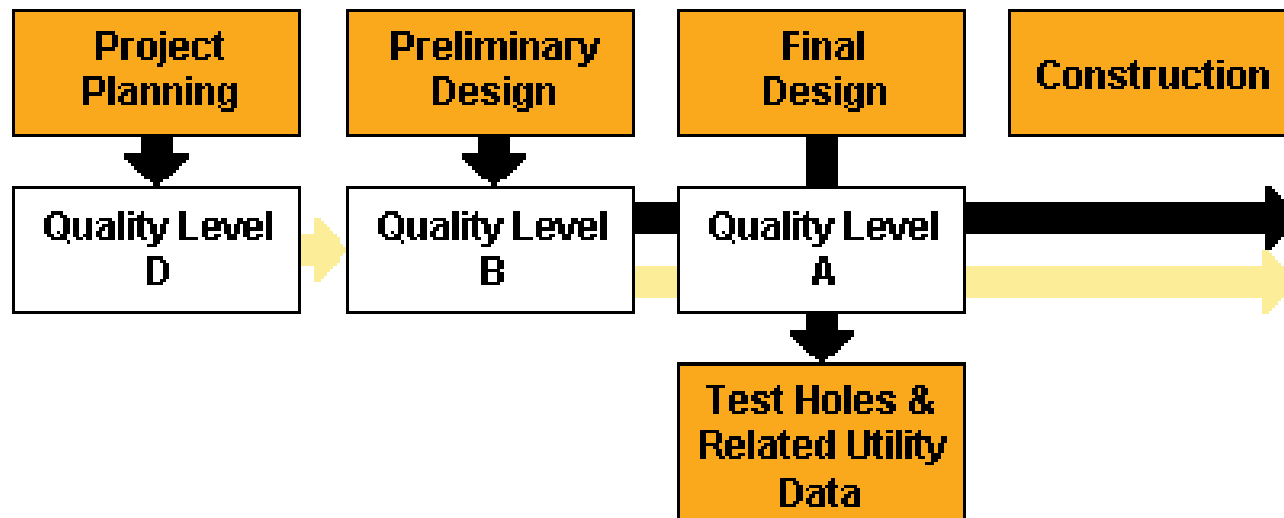 Project
Planning
Preliminary
Design
Final
Design
Construction
Quality Level
D
Quality Level
B
Quality Level
A
Test Holes &
Related Utility
Data